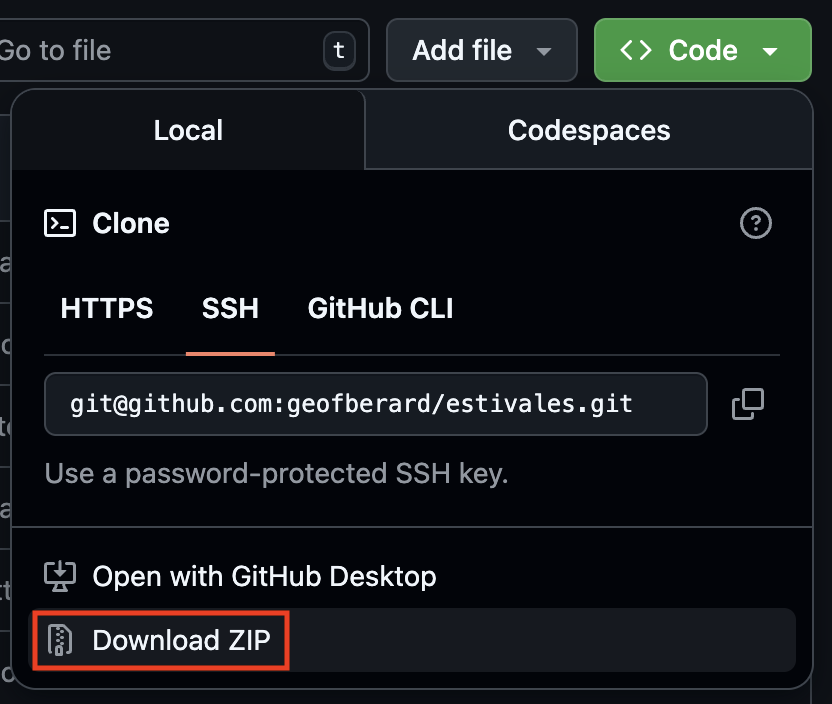 Go to file
t
Add file
Code
Local
Codespaces
Clone
HTTPS
SSH
GitHub CLI
git@github.com:geofberard/estivales.git
Use a password-protected SSH key.
Open with GitHub Desktop
Download ZIP